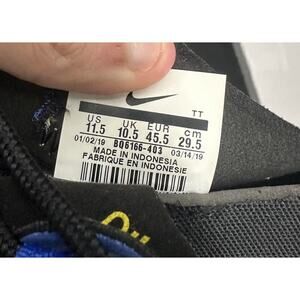 TT
US UK EUR cm
11.5 10.5 45.5 29.5
01/02/19 BQ6166-403 03/14/19
MADE IN INDONESIA
FABRIQUE EN INDONESIE